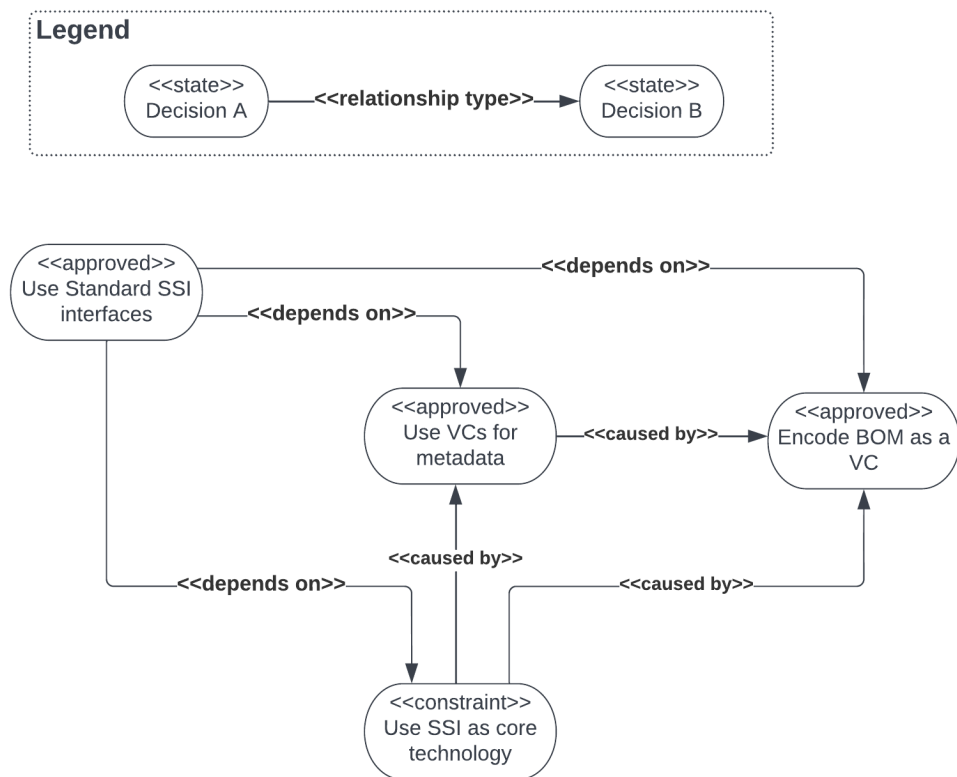 Legend
<<state>>
Decision A
<<relationship type>>
<<state>>
Decision B
<<approved>>
Use Standard SSI
interfaces
<<depends on>>
<<depends on>>
<<approved>>
Use VCs for
metadata
<<caused by>>
<<approved>>
Encode BOM as a
VC
<<caused by>>
<<depends on>>
<<caused by>>
<<constraint>>
Use SSI as core
technology